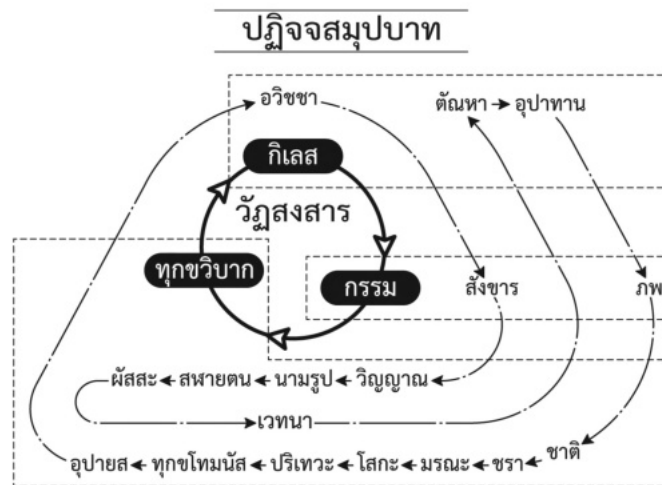 ปฏิจจสมุปบาท
อวิชชา
ตัณหา
อุปาทาน
กิเลส
วัฏสงสาร
ทุกขวิบาก
กรรม
สังขาร
ภพ
ผัสสะ สฬายตน นามรูป วิญญาณ
เวทนา
ชาติ
อุปายส ทุกขโทมนัส ปริเทวะ โสกะ มรณะ ชรา